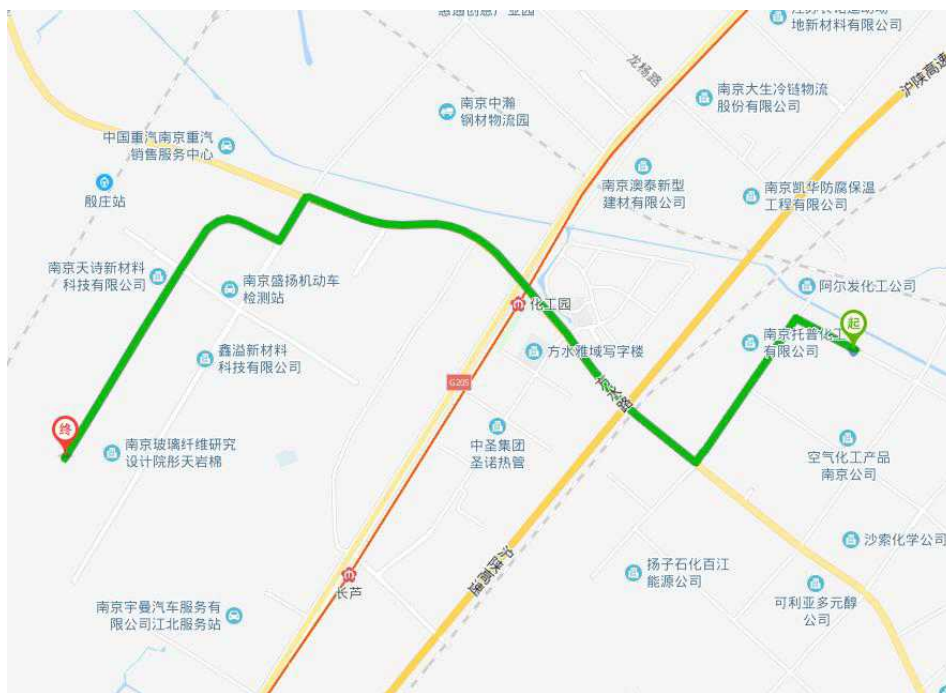 地新材料有限公司
龙杨路
沪陕高速
南京大生冷链物流
股份有限公司
南京中瀚
钢材物流园
中国重汽南京重汽
销售服务中心
殷庄站
南京澳泰新型
建材有限公司
南京凯华防腐保温
工程有限公司
南京天诗新材料
科技有限公司
南京盛扬机动车
检测站
阿尔发化工公司
化工园
起
南京托普化工
有限公司
方水雅域写字楼
鑫溢新材料
科技有限公司
G205
方水路
终
南京玻璃纤维研究
设计院彤天岩棉
中圣集团
圣诺热管
空气化工产品
南京公司
沙索化学公司
沪陕高速
扬子石化百江
能源公司
长芦
可利亚多元醇
公司
南京宇曼汽车服务有
限公司江北服务站